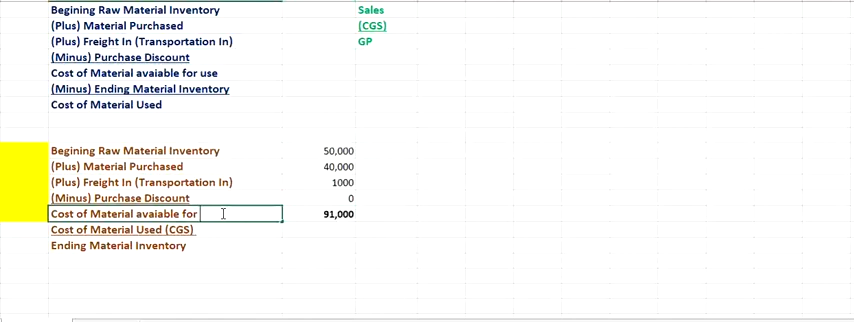 Begining Raw Material Inventory Sales
(Plus) Material Purchased (CGS)
(Plus) Freight In (Transportation In) GP
(Minus) Purchase Discount
Cost of Material avaiable for use
(Minus) Ending Material Inventory
Cost of Material Used
Begining Raw Material Inventory 50,000
(Plus) Material Purchased 40,000
(Plus) Freight In (Transportation In) 1000
(Minus) Purchase Discount 0
Cost of Material avaiable for 91,000
Cost of Material Used (CGS)
Ending Material Inventory